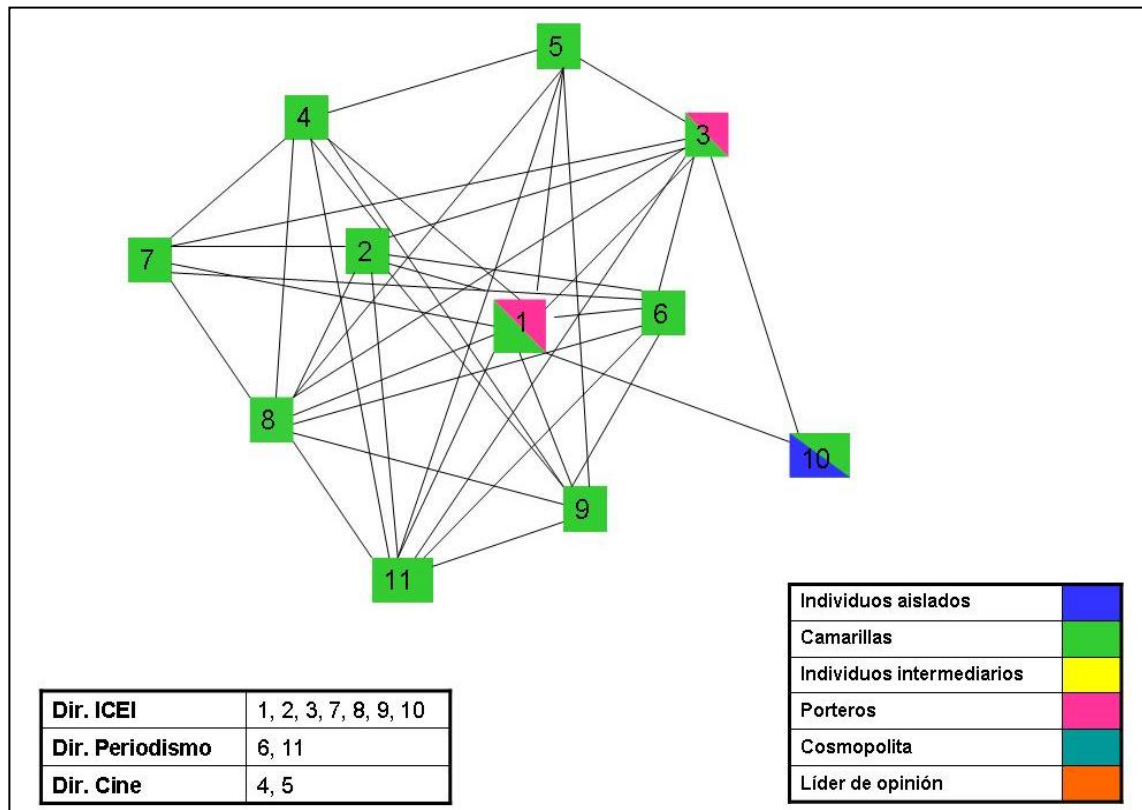 5
4
3
2
7
1
6
8
10
9
11
Individuos aislados
Camarillas
Individuos intermediarios
Porteros
Cosmopolita
Líder de opinión
Dir. ICEI 1, 2, 3, 7, 8, 9, 10
Dir. Periodismo 6, 11
Dir. Cine 4, 5